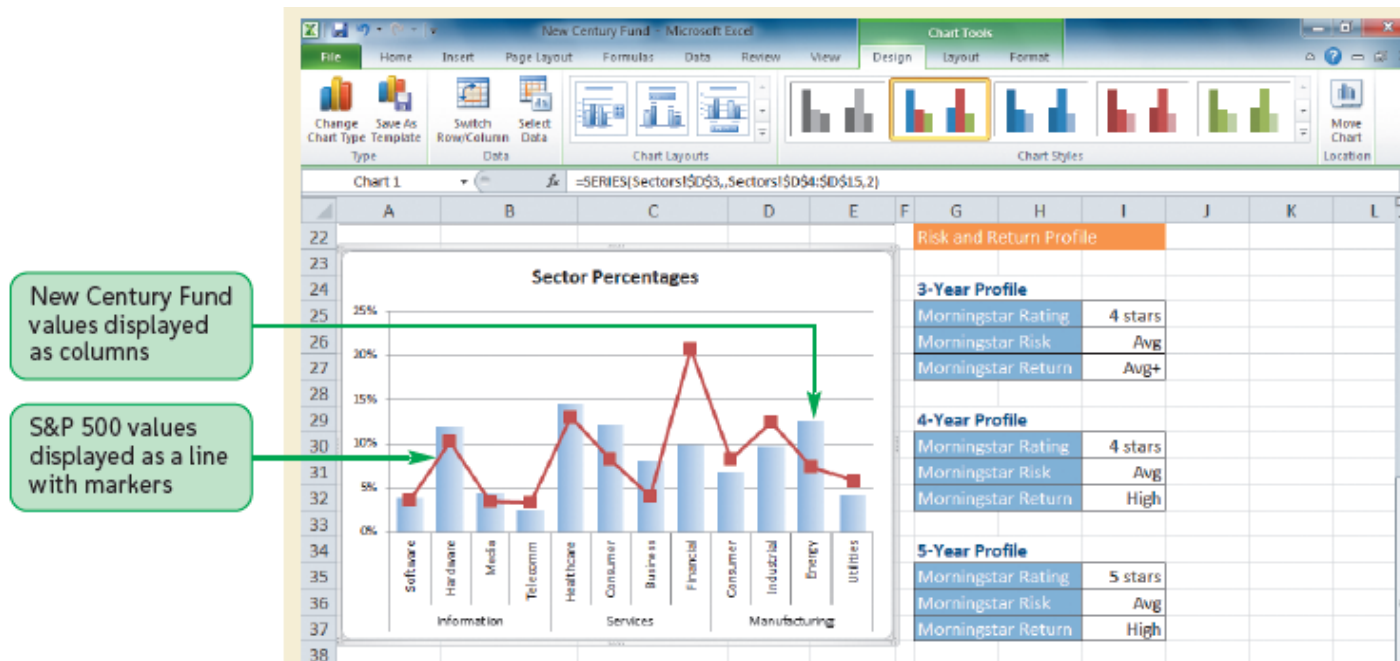 New Century Fund - Microsoft Excel
Chart Tools
File Home Insert Page Layout Formulas Data Review View Design Layout Format
Change Chart Type
Save As Template
Switch Row/Column
Select Data
Move Chart
Type Data Chart Layouts Chart Styles Location
Chart 1 fx =SERIES(Sectors!$D$3,,Sectors!$D$4:$D$15,2)
A B C D E F G H I J K L
22 Risk and Return Profile
23
24 3-Year Profile
25 Morningstar Rating 4 stars
26 Morningstar Risk Avg
27 Morningstar Return Avg+
28
29 4-Year Profile
30 Morningstar Rating 4 stars
31 Morningstar Risk Avg
32 Morningstar Return High
33
34 5-Year Profile
35 Morningstar Rating 5 stars
36 Morningstar Risk Avg
37 Morningstar Return High
38
Sector Percentages
25%
20%
15%
10%
5%
0%
Software
Hardware
Media
Telecomm
Healthcare
Consumer
Business
Financial
Consumer
Industrial
Energy
Utilities
Information Services Manufacturing
New Century Fund
values displayed
as columns
S&P 500 values
displayed as a line
with markers